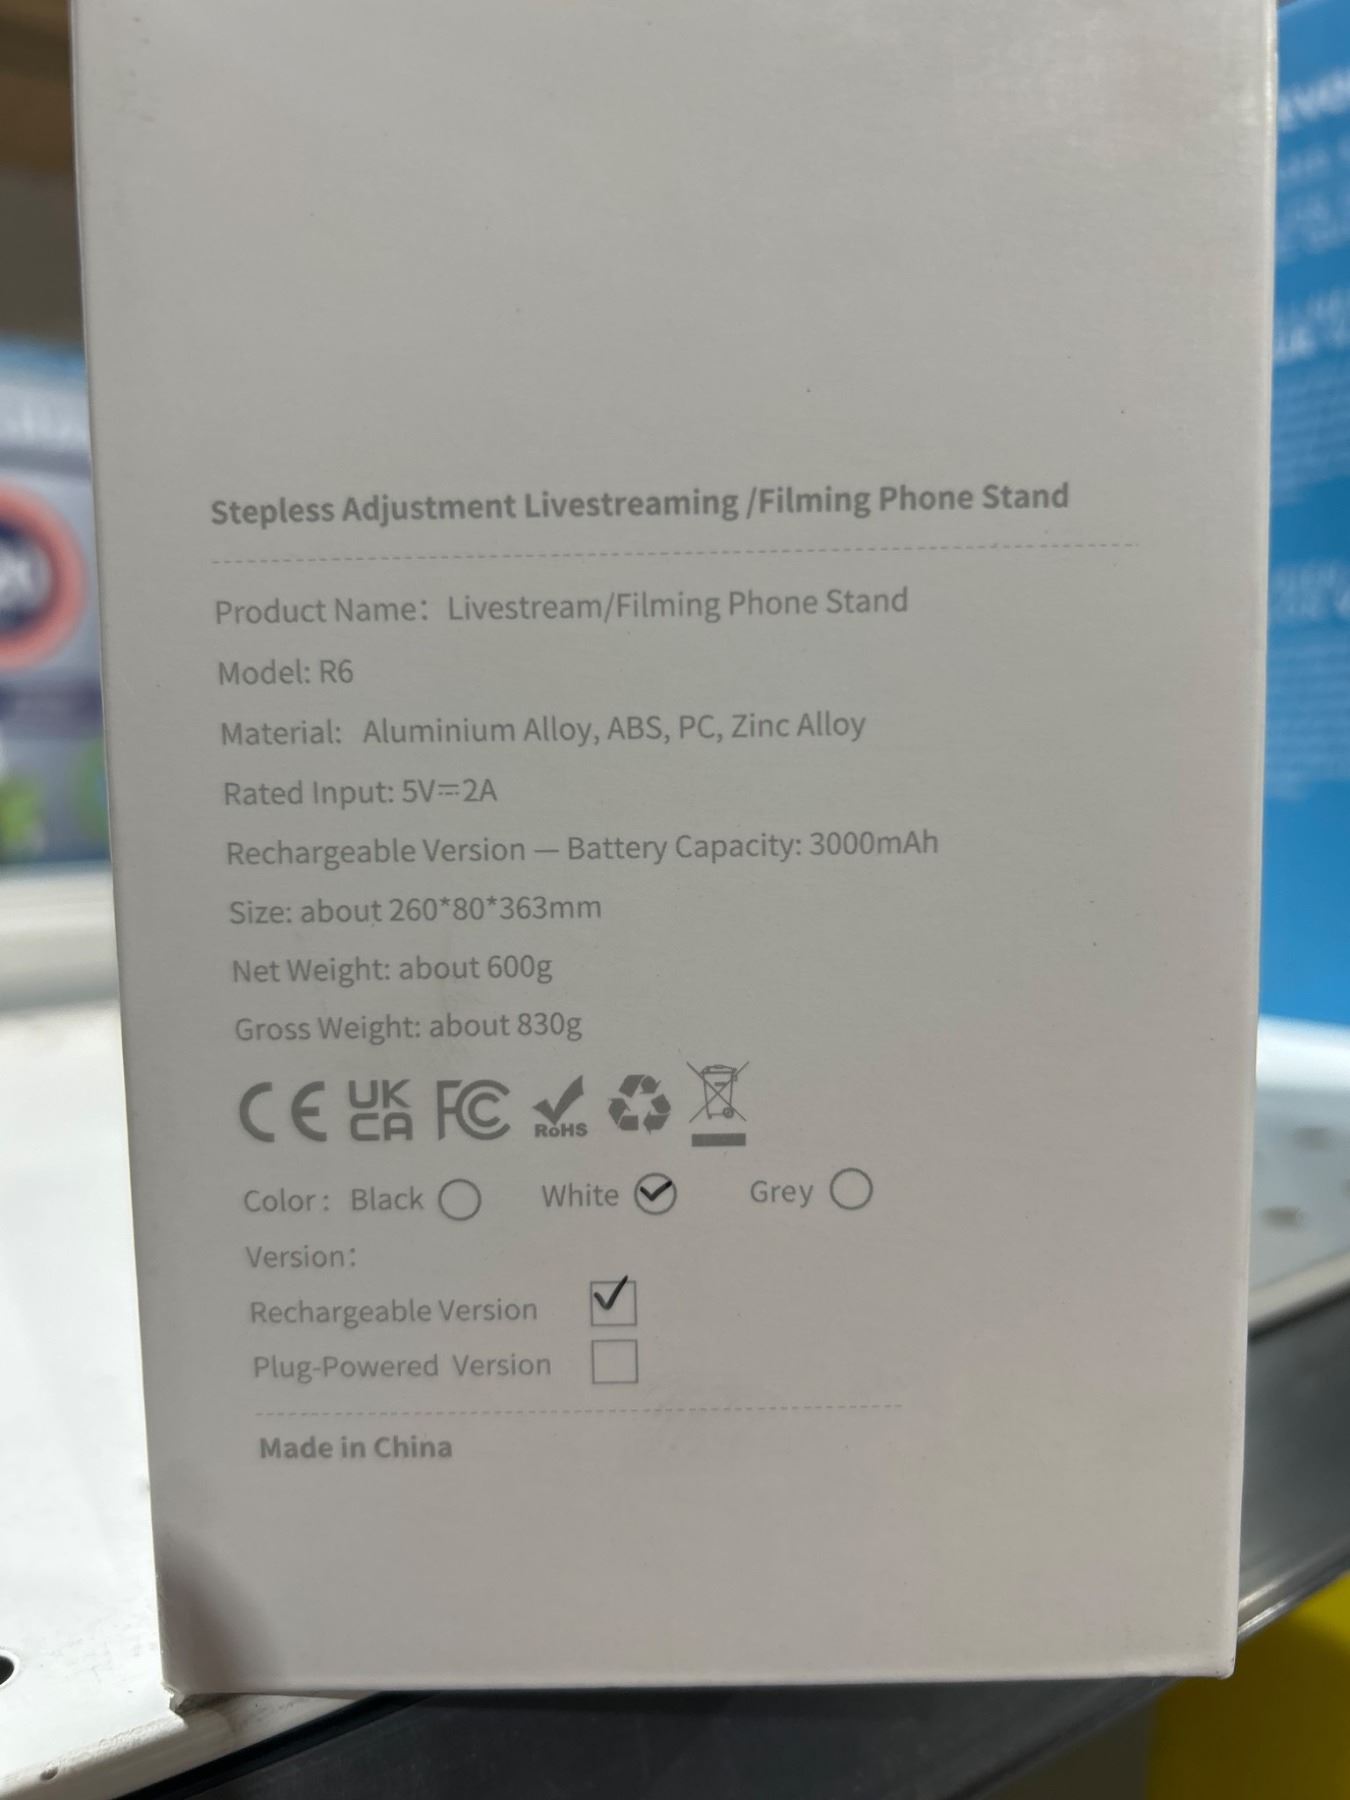 Stepless Adjustment Livestreaming /Filming Phone Stand
Product Name： Livestream/Filming Phone Stand
Model: R6
Material: Aluminium Alloy, ABS, PC, Zinc Alloy
Rated Input: 5V⎓2A
Rechargeable Version — Battery Capacity: 3000mAh
Size: about 260*80*363mm
Net Weight: about 600g
Gross Weight: about 830g
CE UK CA FC RoHS
Color： Black White Grey
Version：
Rechargeable Version
Plug-Powered Version
Made in China